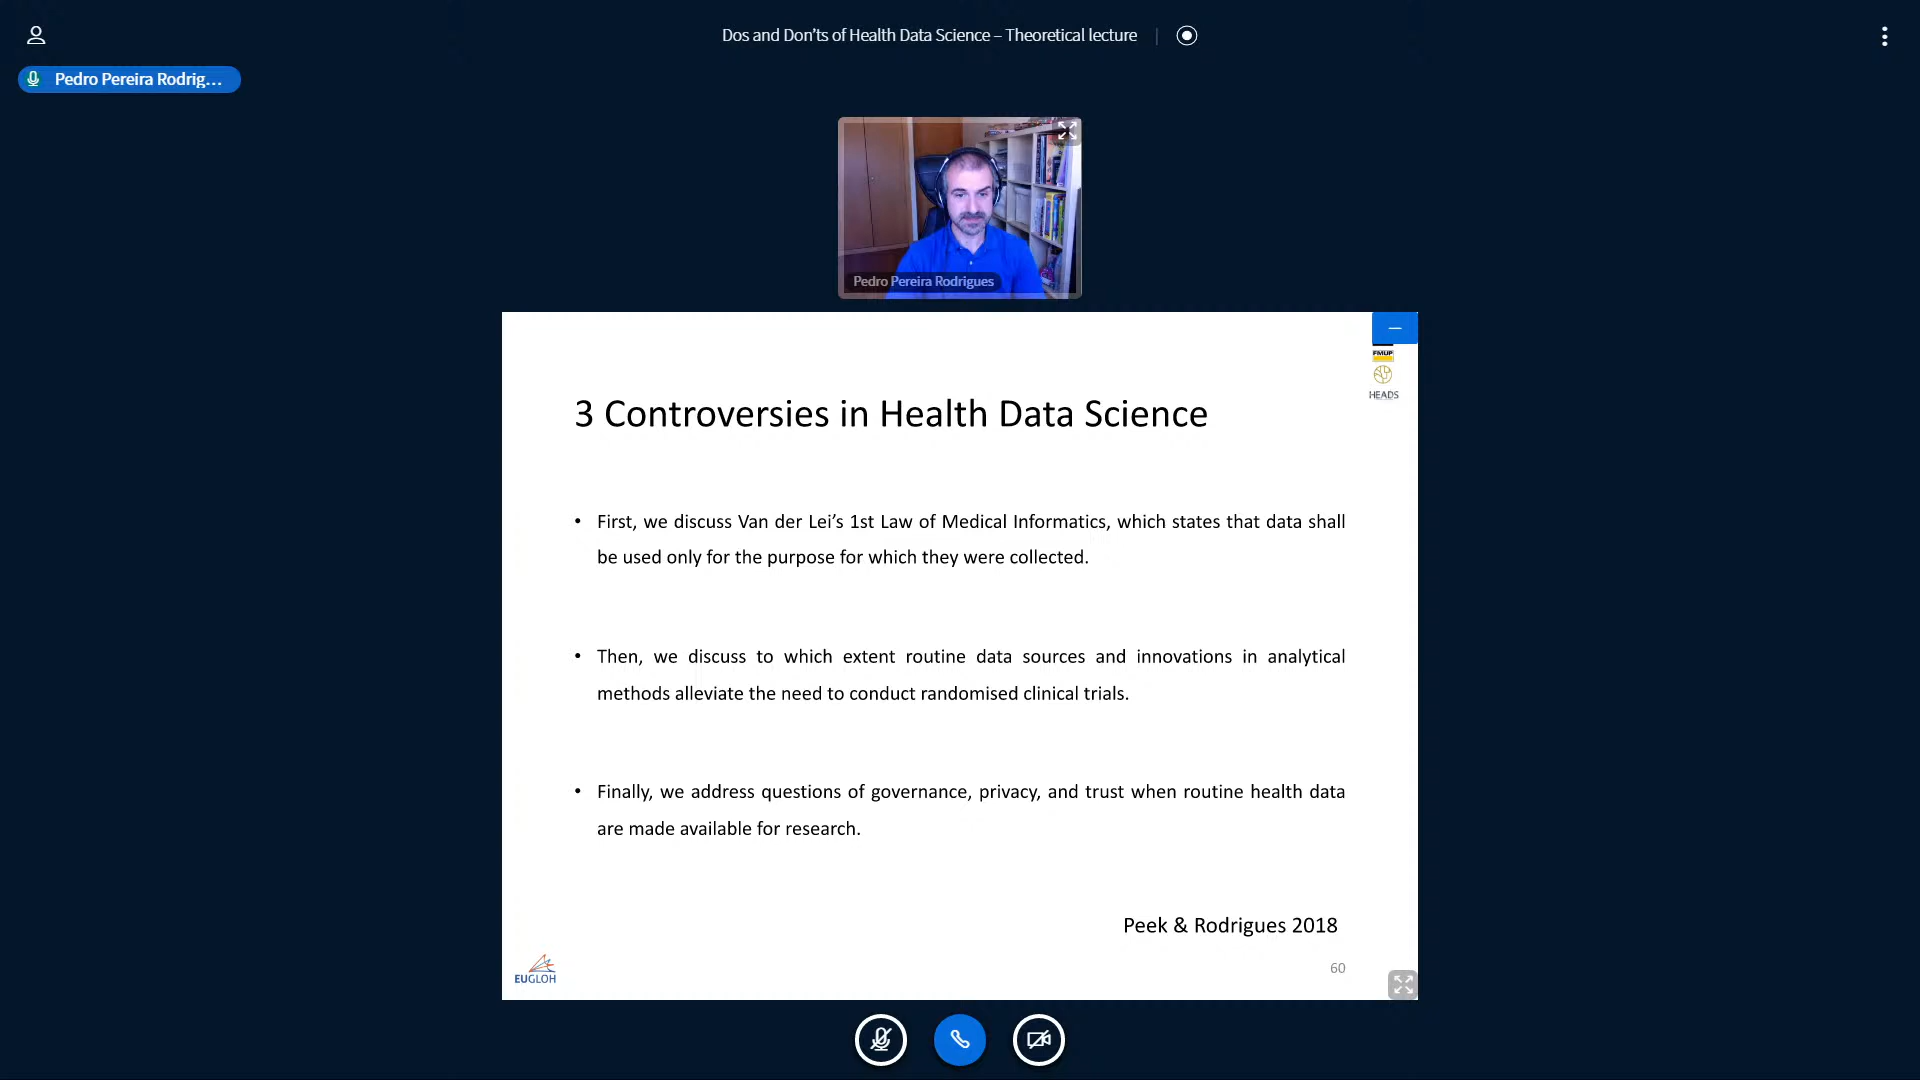 Dos and Don’ts of Health Data Science – Theoretical lecture
Pedro Pereira Rodrig...
Pedro Pereira Rodrigues
FMUP
HEADS
3 Controversies in Health Data Science
• First, we discuss Van der Lei’s 1st Law of Medical Informatics, which states that data shall
be used only for the purpose for which they were collected.
• Then, we discuss to which extent routine data sources and innovations in analytical
methods alleviate the need to conduct randomised clinical trials.
• Finally, we address questions of governance, privacy, and trust when routine health data
are made available for research.
Peek & Rodrigues 2018
EUGLOH
60